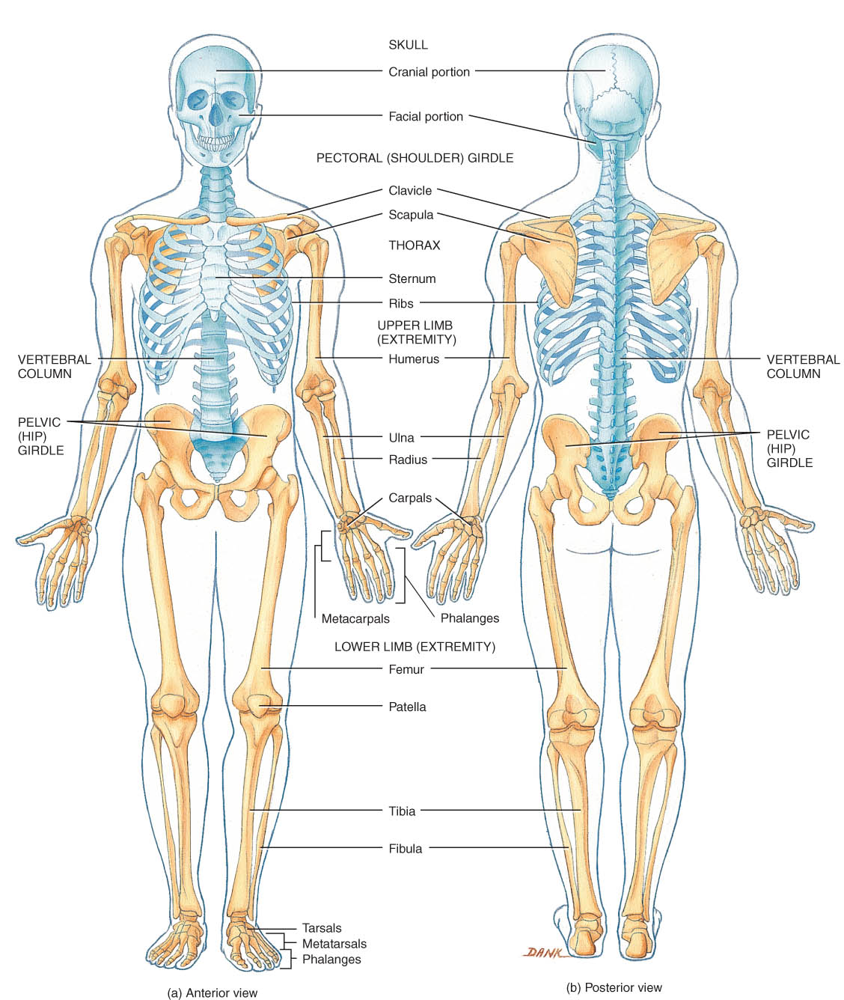 SKULL
Cranial portion
Facial portion
PECTORAL (SHOULDER) GIRDLE
Clavicle
Scapula
THORAX
Sternum
Ribs
UPPER LIMB
(EXTREMITY)
Humerus
VERTEBRAL
COLUMN
VERTEBRAL
COLUMN
PELVIC
(HIP)
GIRDLE
Ulna
Radius
PELVIC
(HIP)
GIRDLE
Carpals
Metacarpals
Phalanges
LOWER LIMB (EXTREMITY)
Femur
Patella
Tibia
Fibula
Tarsals
Metatarsals
Phalanges
DANK
(a) Anterior view
(b) Posterior view